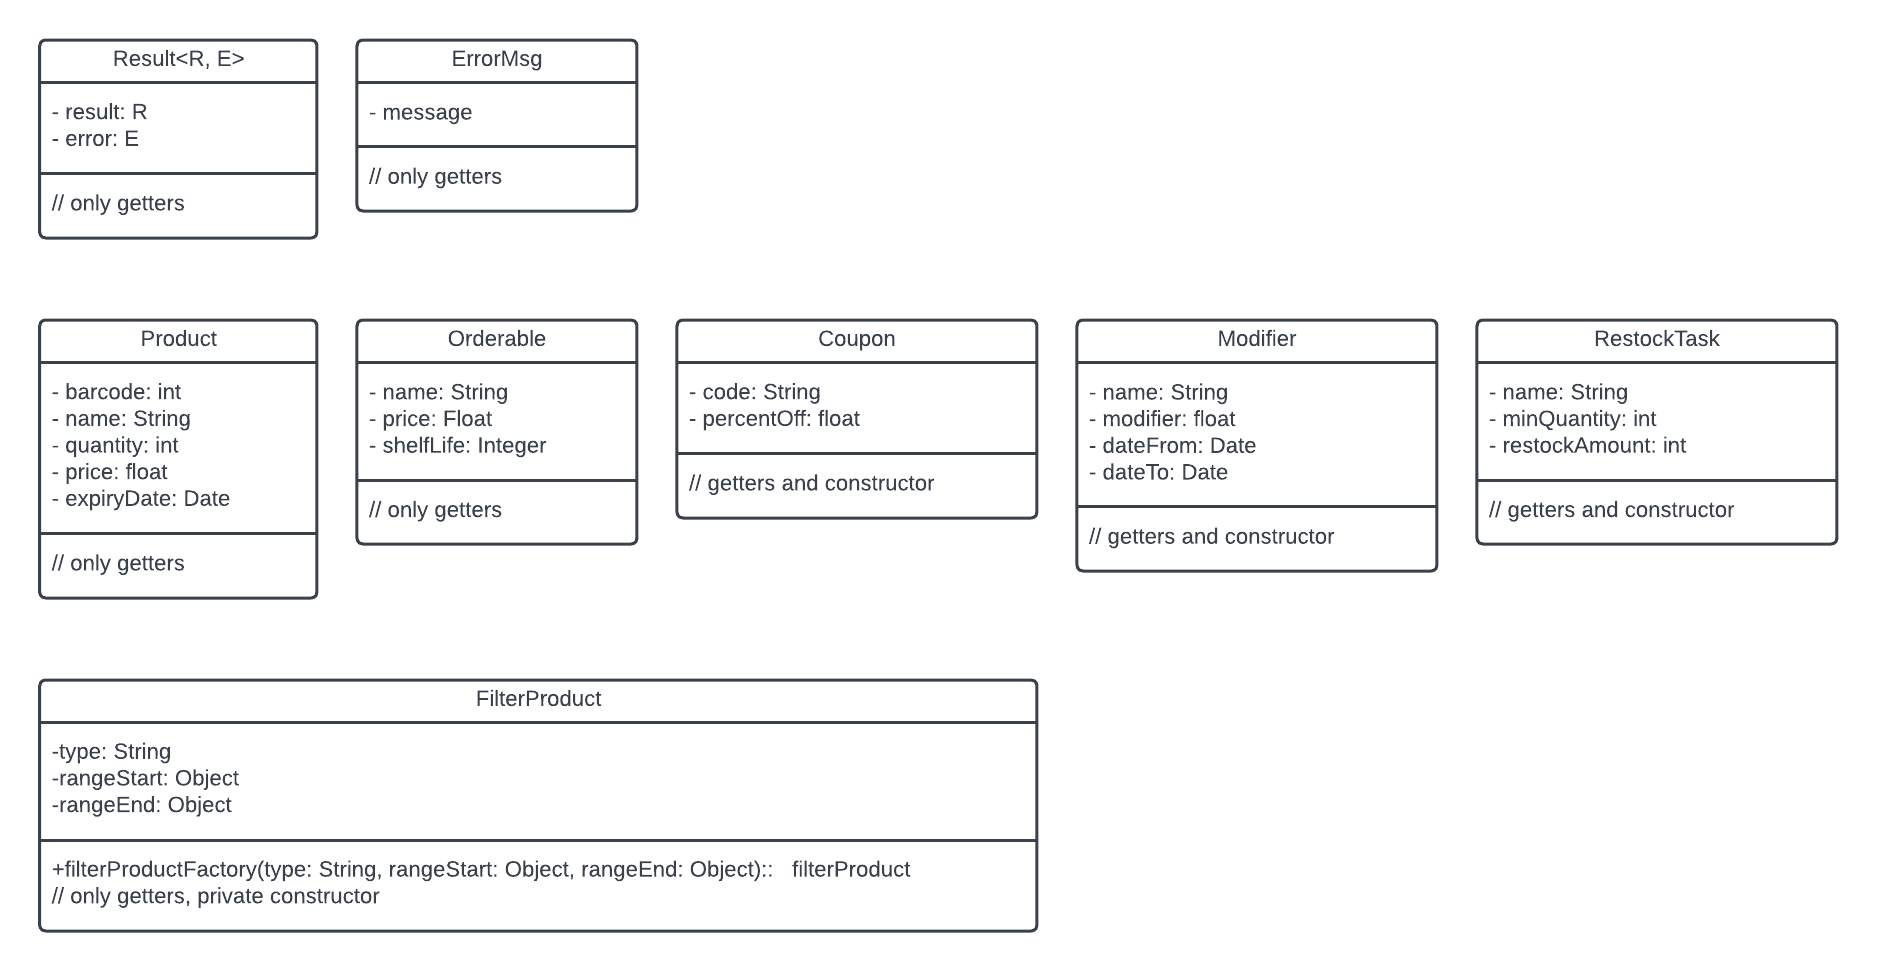 Result<R, E>
- result: R
- error: E
// only getters
ErrorMsg
- message
// only getters
Product
- barcode: int
- name: String
- quantity: int
- price: float
- expiryDate: Date
// only getters
Orderable
- name: String
- price: Float
- shelfLife: Integer
// only getters
Coupon
- code: String
- percentOff: float
// getters and constructor
Modifier
- name: String
- modifier: float
- dateFrom: Date
- dateTo: Date
// getters and constructor
RestockTask
- name: String
- minQuantity: int
- restockAmount: int
// getters and constructor
FilterProduct
-type: String
-rangeStart: Object
-rangeEnd: Object
+filterProductFactory(type: String, rangeStart: Object, rangeEnd: Object)::   filterProduct
// only getters, private constructor